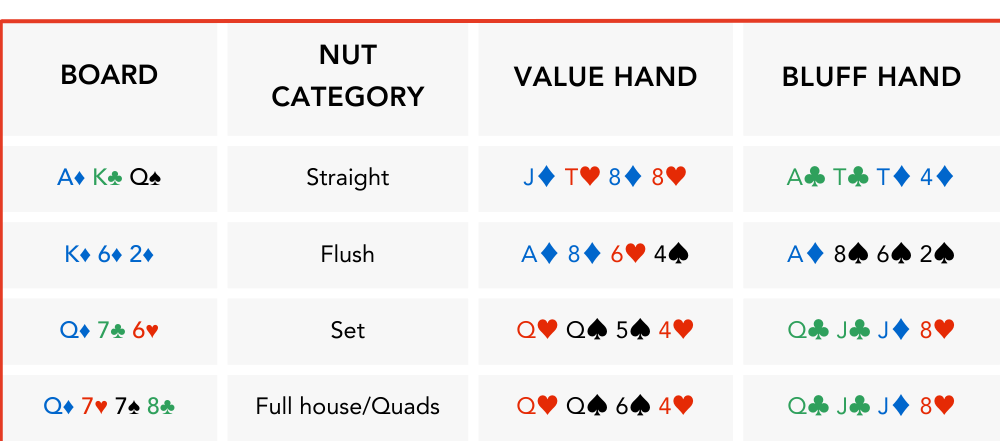 BOARD NUT CATEGORY VALUE HAND BLUFF HAND
A♦ K♣ Q♠ Straight J♦ T♥ 8♦ 8♥ A♣ T♣ T♦ 4♦
K♦ 6♦ 2♦ Flush A♦ 8♦ 6♥ 4♠ A♦ 8♠ 6♠ 2♠
Q♦ 7♣ 6♥ Set Q♥ Q♠ 5♠ 4♥ Q♣ J♣ J♦ 8♥
Q♦ 7♥ 7♠ 8♣ Full house/Quads Q♥ Q♠ 6♠ 4♥ Q♣ J♣ J♦ 8♥